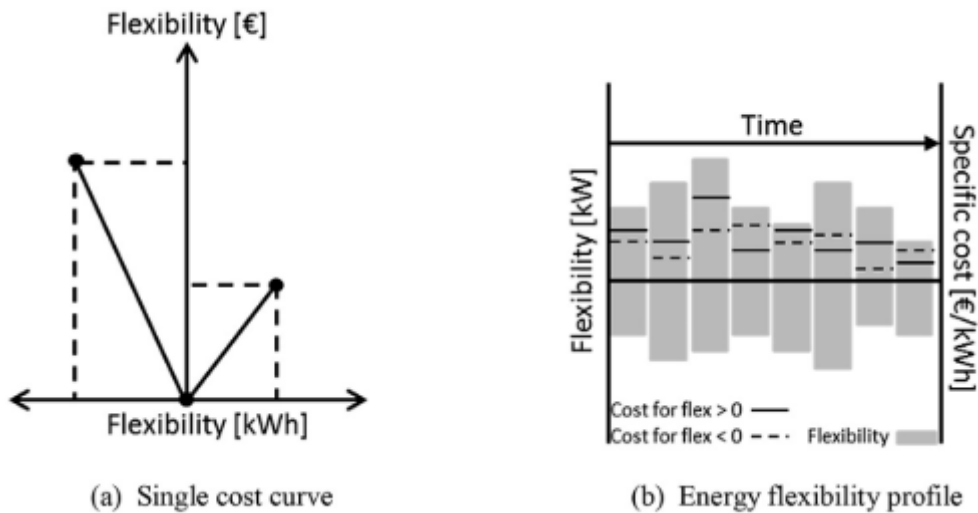 Flexibility [€]
Flexibility [kWh]
(a) Single cost curve
Time
Flexibility [kW]
Specific cost [€/kWh]
Cost for flex > 0
Cost for flex < 0 Flexibility
(b) Energy flexibility profile